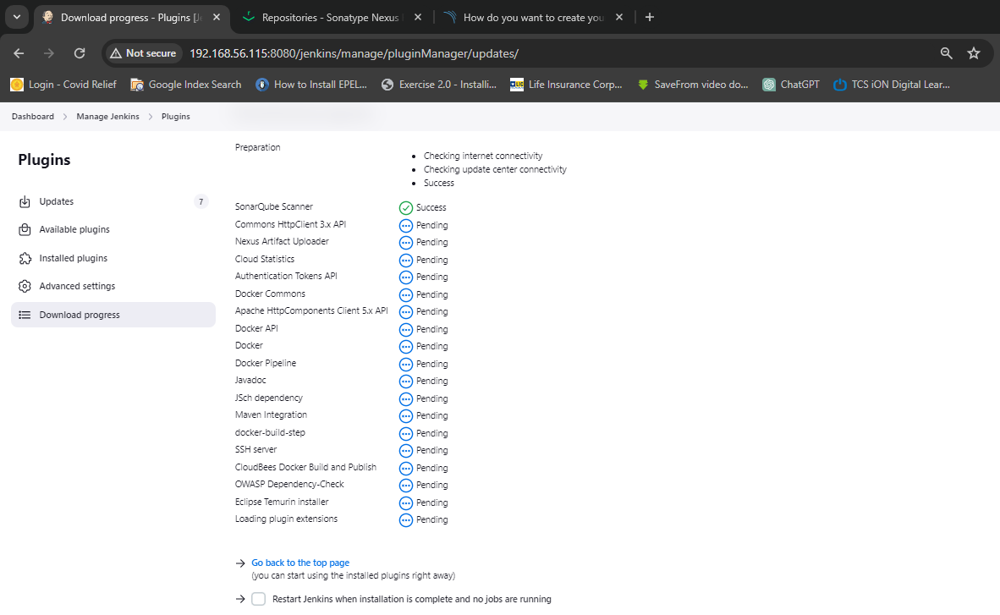 Download progress - Plugins [Je
Repositories - Sonatype Nexus
How do you want to create you
Not secure
192.168.56.115:8080/jenkins/manage/pluginManager/updates/
Login - Covid Relief
Google Index Search
How to Install EPEL...
Exercise 2.0 - Installi...
Life Insurance Corp...
SaveFrom video do...
ChatGPT
TCS iON Digital Lear...
Dashboard > Manage Jenkins > Plugins
Plugins
Updates 7
Available plugins
Installed plugins
Advanced settings
Download progress
Preparation
• Checking internet connectivity
• Checking update center connectivity
• Success
SonarQube Scanner Success
Commons HttpClient 3.x API Pending
Nexus Artifact Uploader Pending
Cloud Statistics Pending
Authentication Tokens API Pending
Docker Commons Pending
Apache HttpComponents Client 5.x API Pending
Docker API Pending
Docker Pending
Docker Pipeline Pending
Javadoc Pending
JSch dependency Pending
Maven Integration Pending
docker-build-step Pending
SSH server Pending
CloudBees Docker Build and Publish Pending
OWASP Dependency-Check Pending
Eclipse Temurin installer Pending
Loading plugin extensions Pending
→ Go back to the top page
(you can start using the installed plugins right away)
→ Restart Jenkins when installation is complete and no jobs are running